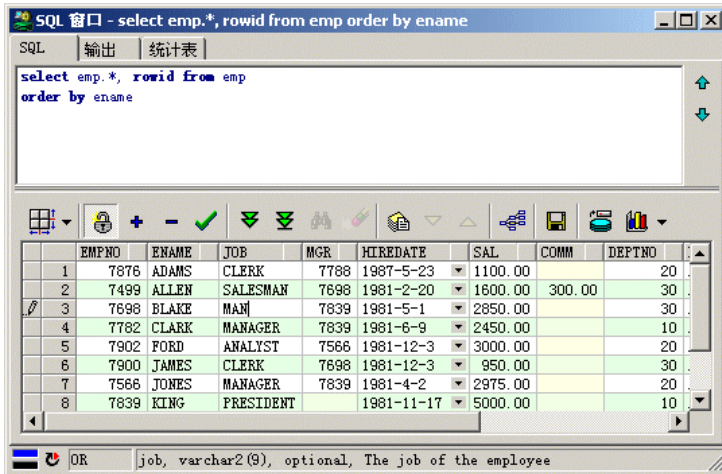 SQL 窗口 - select emp.*, rowid from emp order by ename
SQL 输出 统计表
select emp.*, rowid from emp
order by ename
EMPNO ENAME JOB MGR HIREDATE SAL COMM DEPTNO
1 7876 ADAMS CLERK 7788 1987-5-23 1100.00 20
2 7499 ALLEN SALESMAN 7698 1981-2-20 1600.00 300.00 30
3 7698 BLAKE MAN 7839 1981-5-1 2850.00 30
4 7782 CLARK MANAGER 7839 1981-6-9 2450.00 10
5 7902 FORD ANALYST 7566 1981-12-3 3000.00 20
6 7900 JAMES CLERK 7698 1981-12-3 950.00 30
7 7566 JONES MANAGER 7839 1981-4-2 2975.00 20
8 7839 KING PRESIDENT 1981-11-17 5000.00 10
OR job, varchar2(9), optional, The job of the employee